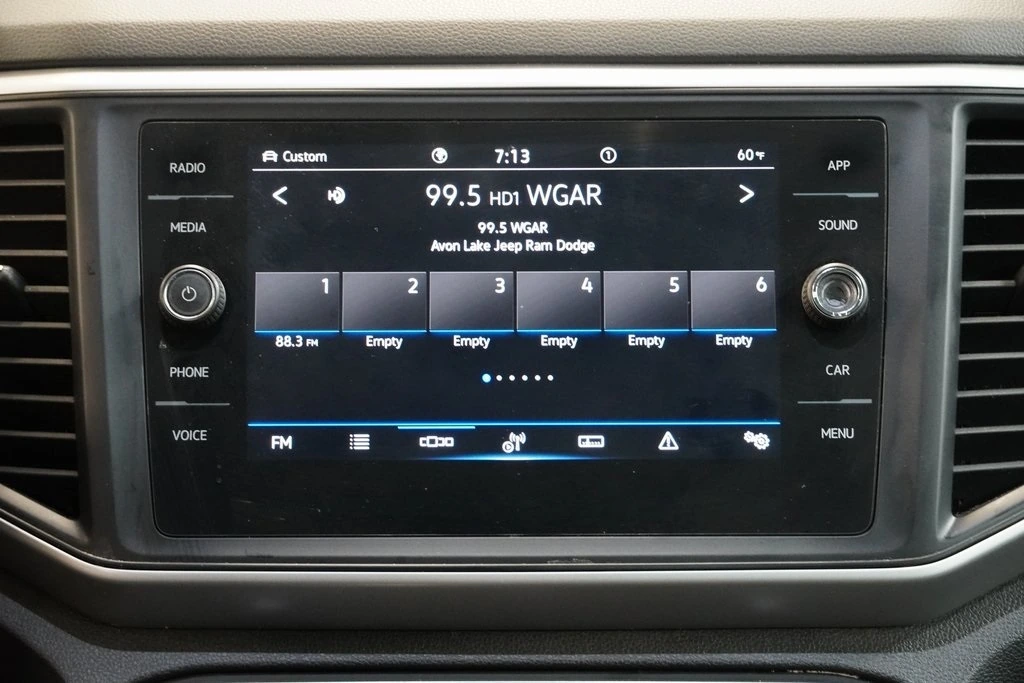 RADIO
MEDIA
PHONE
VOICE
Custom 7:13 1 60°F
HD
99.5 HD1 WGAR
99.5 WGAR
Avon Lake Jeep Ram Dodge
1 2 3 4 5 6
88.3 FM Empty Empty Empty Empty Empty
FM
APP
SOUND
CAR
MENU